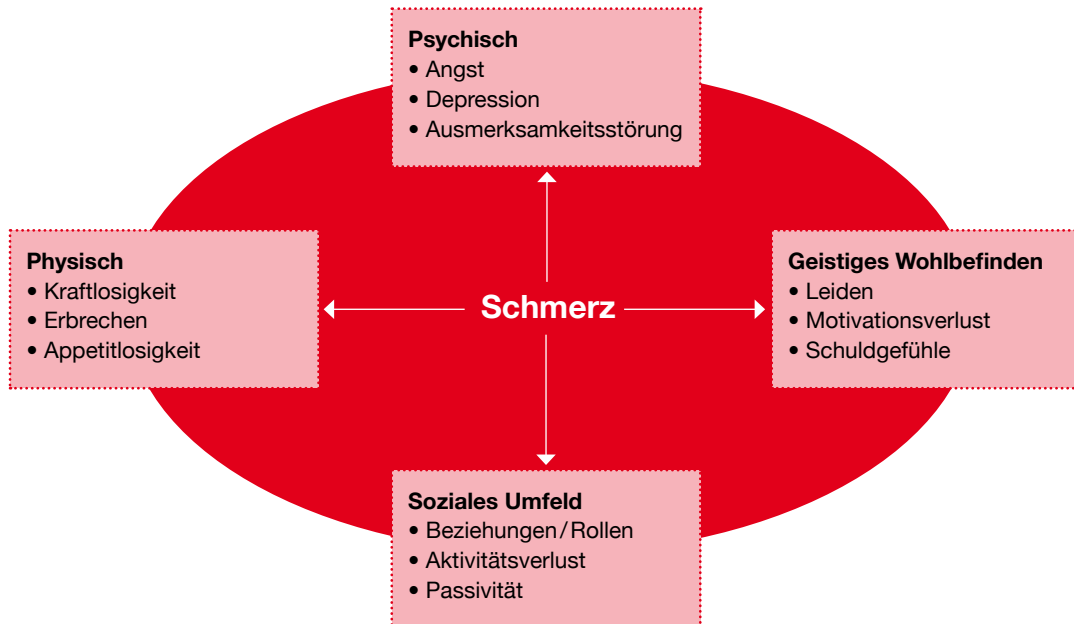 Psychisch
• Angst
• Depression
• Ausmerksamkeitsstörung
Physisch
• Kraftlosigkeit
• Erbrechen
• Appetitlosigkeit
Schmerz
Geistiges Wohlbefinden
• Leiden
• Motivationsverlust
• Schuldgefühle
Soziales Umfeld
• Beziehungen/Rollen
• Aktivitätsverlust
• Passivität